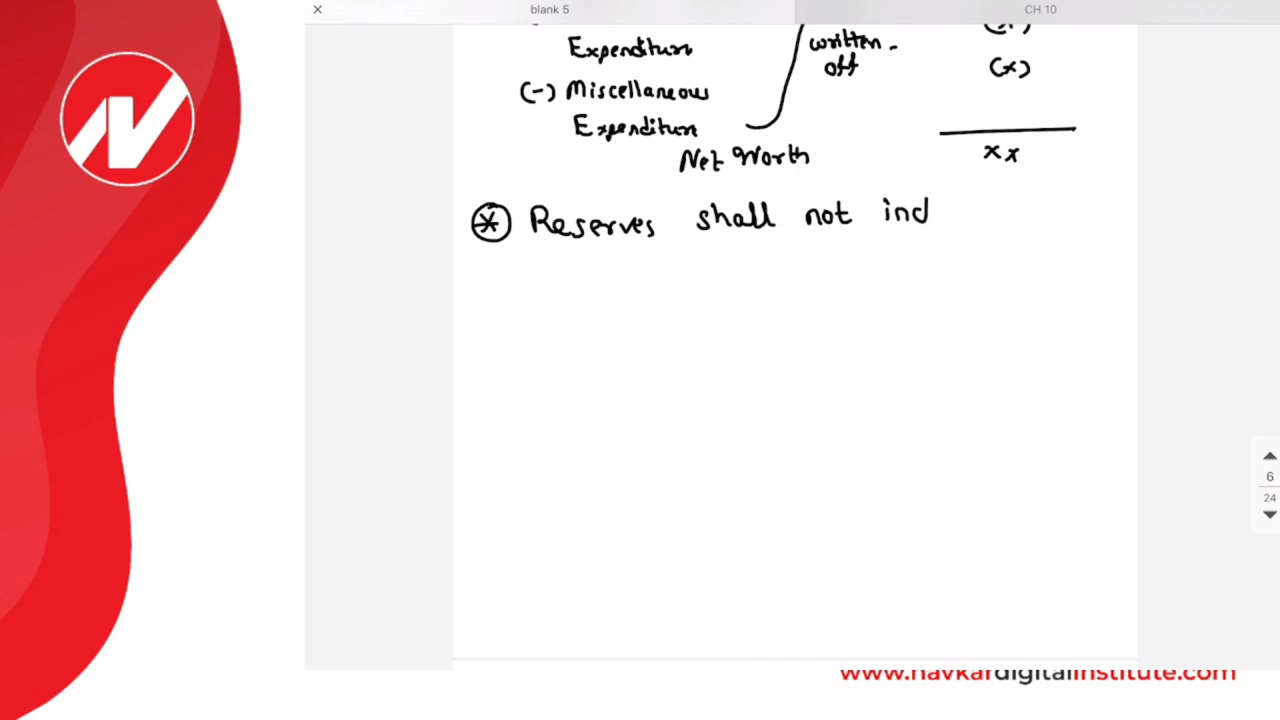 blank 5
CH 10
Expenditure
written
off
(x)
(-) Miscellaneous
Expenditure
Net Worth
xx
* Reserves shall not ind
6
24
www.navkardigitalinstitute.com